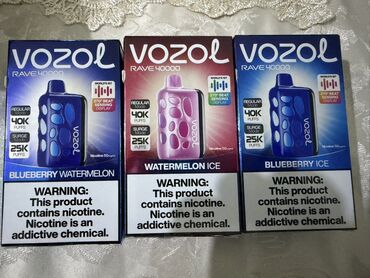 VOZOL
RAVE 40000
REGULAR
40K
PUFFS
SURGE
25K
PUFFS
BLUEBERRY WATERMELON
WARNING:
This product
contains nicotine.
Nicotine is an
addictive chemical.
VOZOL
RAVE 40000
REGULAR
40K
PUFFS
SURGE
25K
PUFFS
WATERMELON ICE
WARNING:
This product
contains nicotine.
Nicotine is an
addictive chemical.
VOZOL
RAVE 40000
REGULAR
40K
PUFFS
SURGE
25K
PUFFS
BLUEBERRY ICE
WARNING:
This product
contains nicotine.
Nicotine is an
addictive chemical.